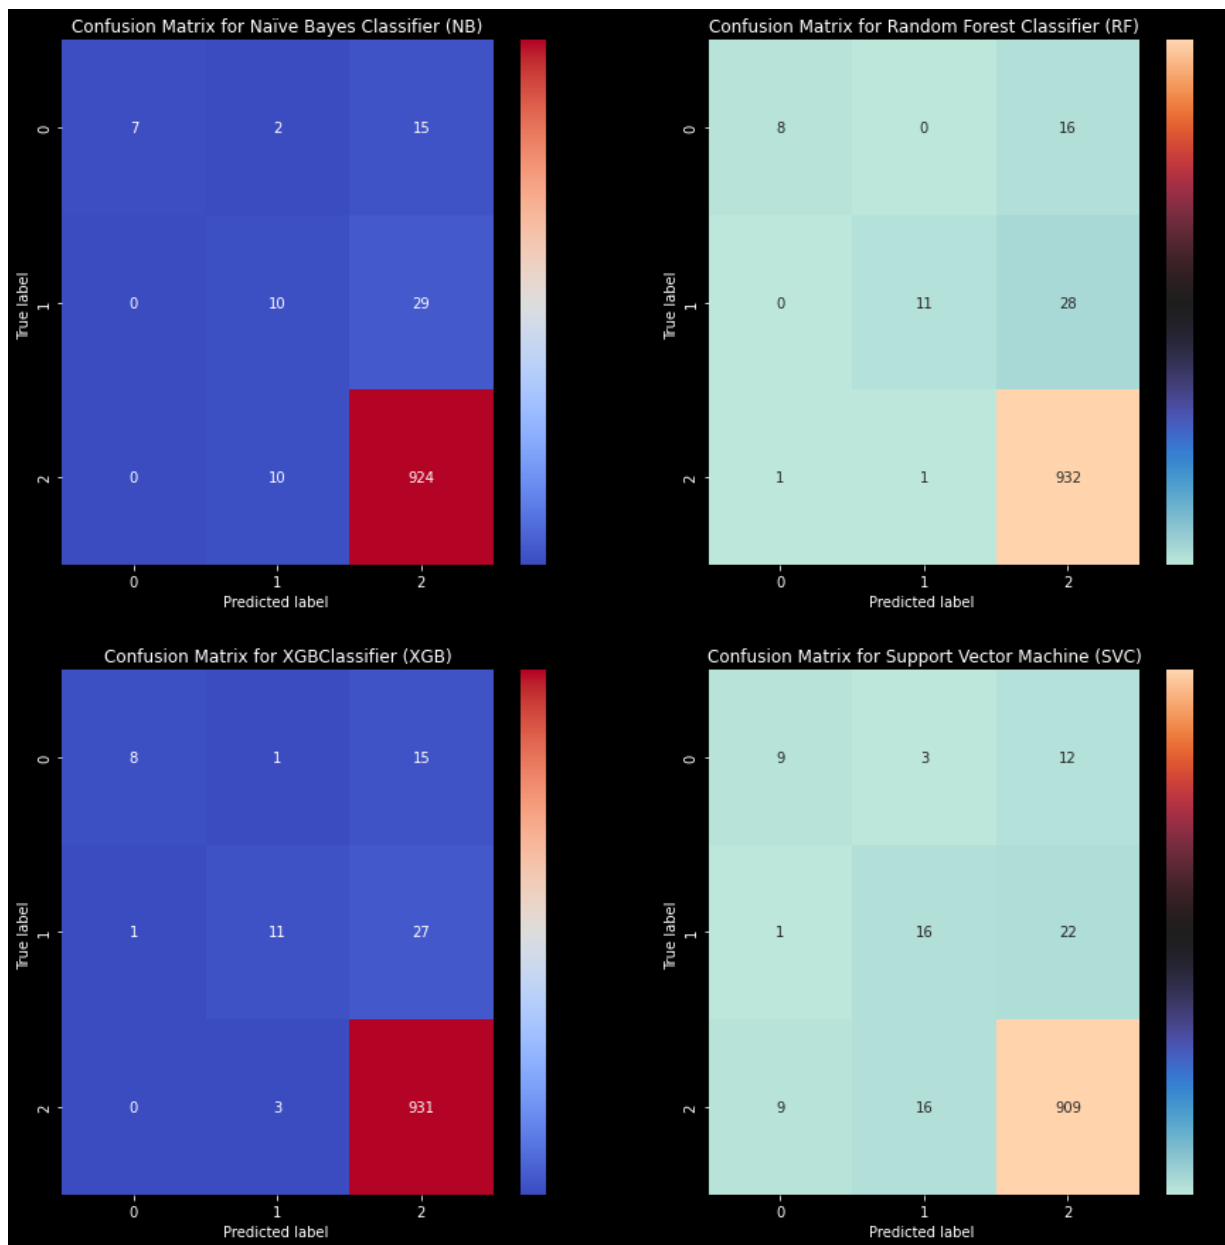 Confusion Matrix for Naïve Bayes Classifier (NB)
True label
0
7 2 15
1
0 10 29
2
0 10 924
0 1 2
Predicted label
Confusion Matrix for Random Forest Classifier (RF)
True label
0
8 0 16
1
0 11 28
2
1 1 932
0 1 2
Predicted label
Confusion Matrix for XGBClassifier (XGB)
True label
0
8 1 15
1
1 11 27
2
0 3 931
0 1 2
Predicted label
Confusion Matrix for Support Vector Machine (SVC)
True label
0
9 3 12
1
1 16 22
2
9 16 909
0 1 2
Predicted label